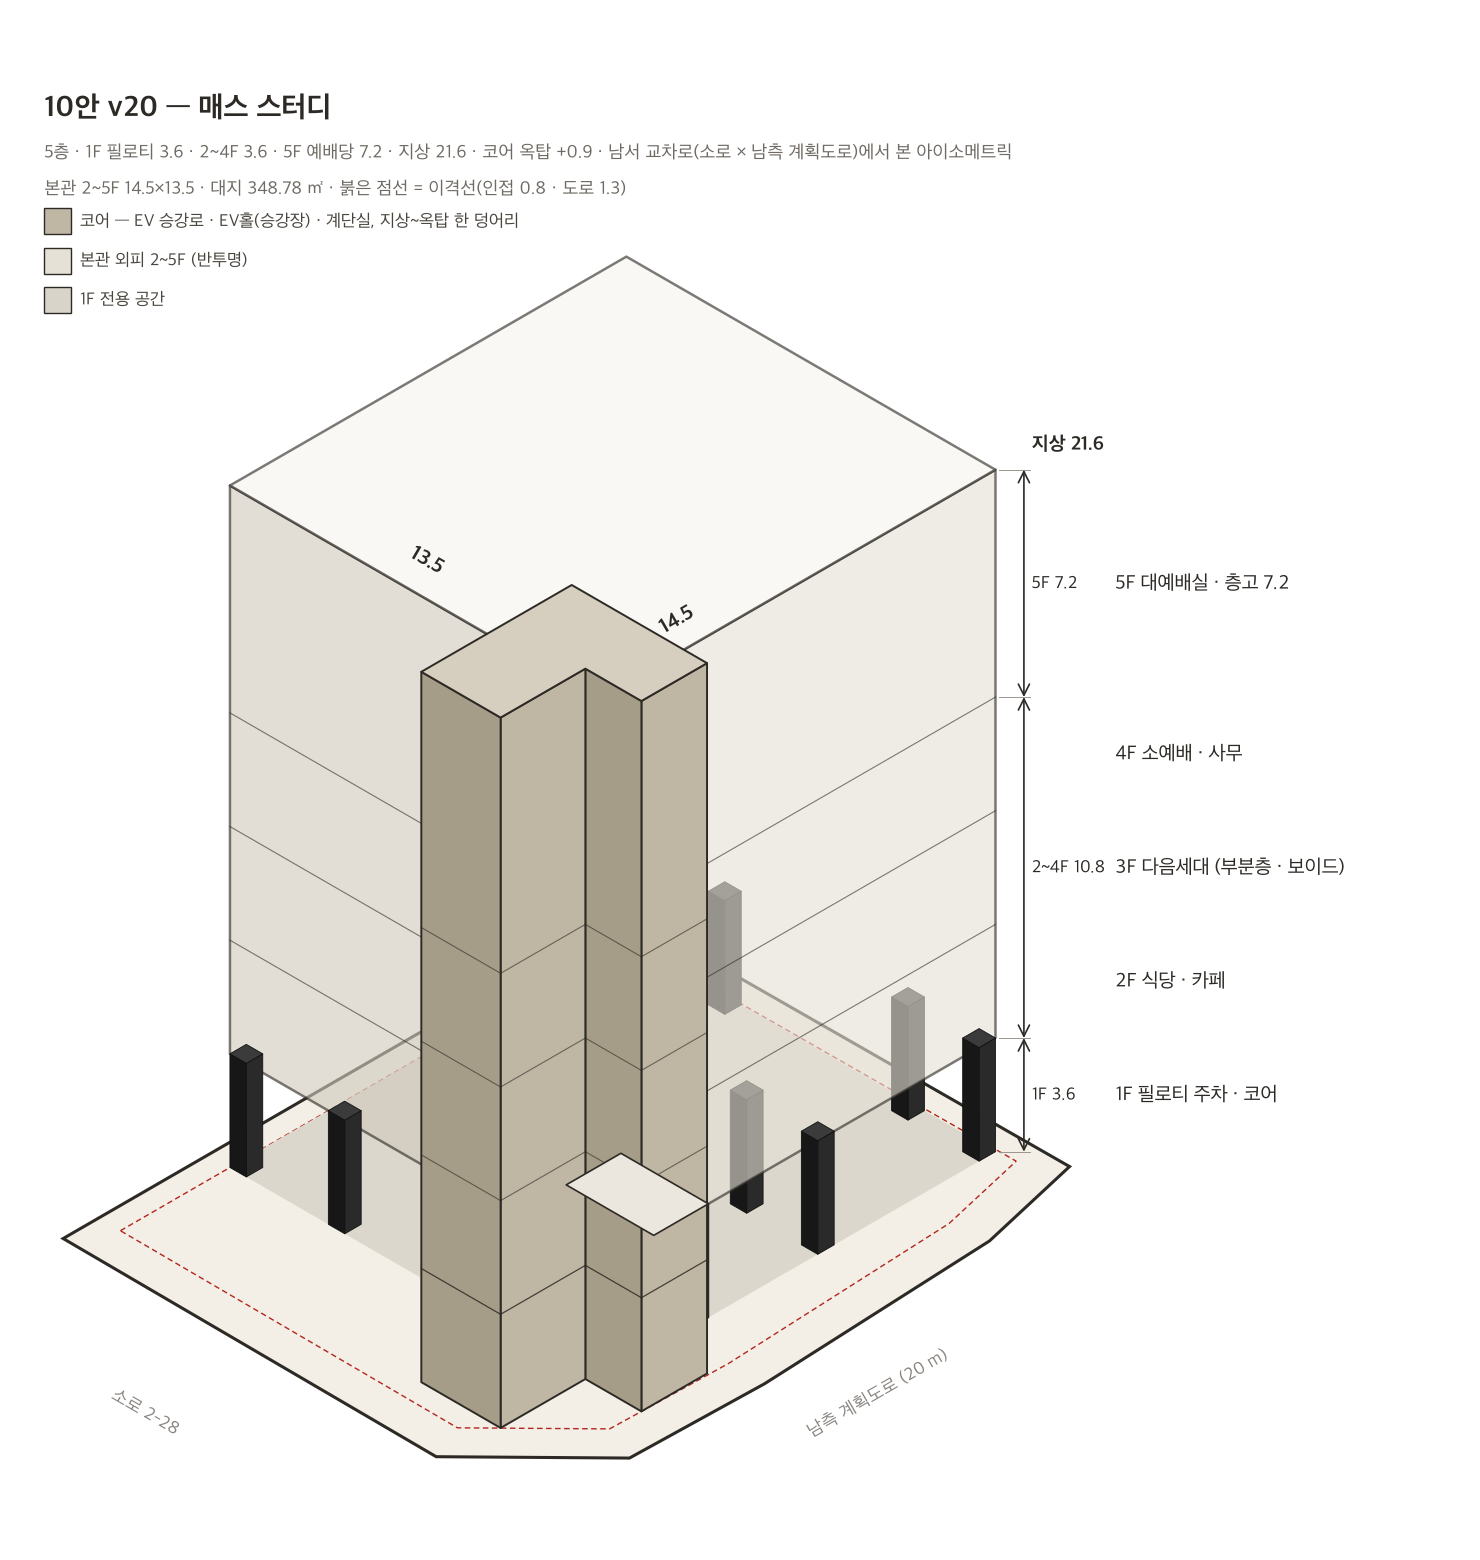 10안 v20 — 매스 스터디
5층 · 1F 필로티 3.6 · 2~4F 3.6 · 5F 예배당 7.2 · 지상 21.6 · 코어 옥탑 +0.9 · 남서 교차로(소로 × 남측 계획도로)에서 본 아이소메트릭
본관 2~5F 14.5×13.5 · 대지 348.78 ㎡ · 붉은 점선 = 이격선(인접 0.8 · 도로 1.3)
코어 — EV 승강로 · EV홀(승강장) · 계단실, 지상~옥탑 한 덩어리
본관 외피 2~5F (반투명)
1F 전용 공간
지상 21.6
13.5
14.5
5F 7.2
5F 대예배실 · 층고 7.2
4F 소예배 · 사무
2~4F 10.8
3F 다음세대 (부분층 · 보이드)
2F 식당 · 카페
1F 3.6
1F 필로티 주차 · 코어
소로 2-28
남측 계획도로 (20 m)